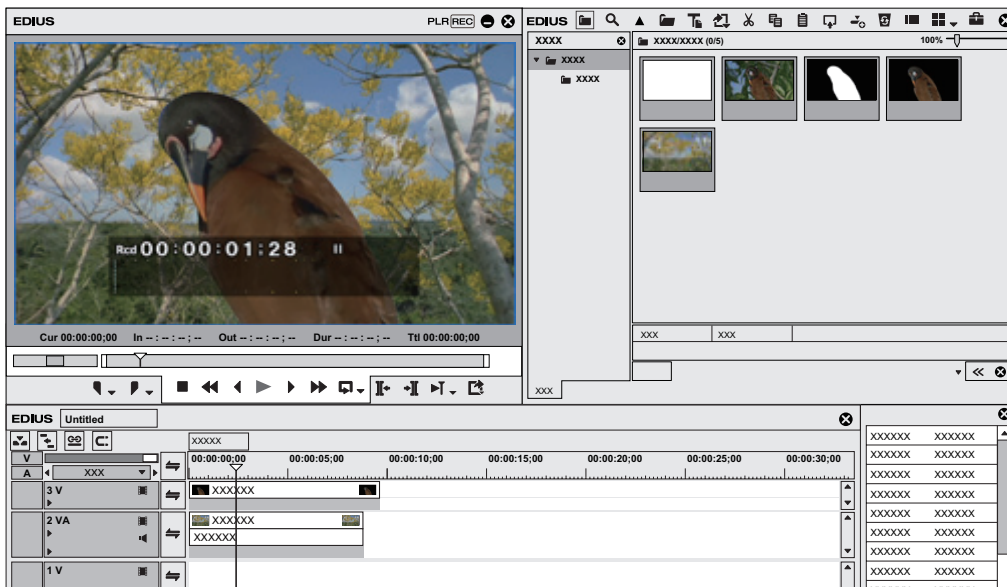 EDIUS PLR REC
Rcd 00:00:01:28
Cur 00:00:00;00 In -- : -- : -- ; -- Out -- : -- : -- ; -- Dur -- : -- : -- ; -- Ttl 00:00:00;00
EDIUS
XXXX
XXXX
XXXX
XXXX/XXXX (0/5) 100%
XXX XXX
XXX
EDIUS Untitled
XXXXX
V
A XXX
00:00:00;00 00:00:05;00 00:00:10;00 00:00:15;00 00:00:20;00 00:00:25;00 00:00:30;00
3 V XXXXXX
2 VA XXXXXX
XXXXXX
1 V
XXXXXX XXXXXX
XXXXXX XXXXXX
XXXXXX XXXXXX
XXXXXX XXXXXX
XXXXXX XXXXXX
XXXXXX XXXXXX
XXXXXX XXXXXX
XXXXXX XXXXXX